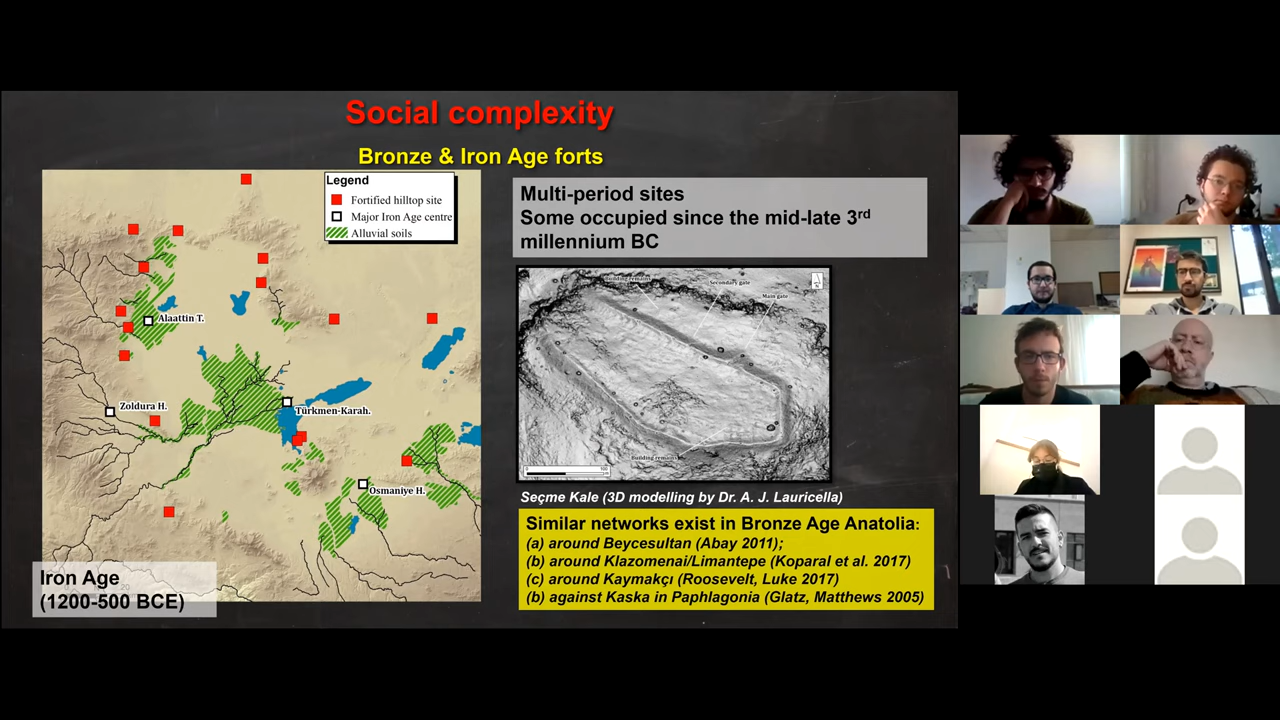 Social complexity
Bronze & Iron Age forts
Legend
Fortified hilltop site
Major Iron Age centre
Alluvial soils
Alaattin T.
Zoldura H.
Türkmen-Karah.
Osmaniye H.
Iron Age
(1200-500 BCE)
Multi-period sites
Some occupied since the mid-late 3rd
millennium BC
Building remains
Secondary gate
Main gate
Building remains
Seçme Kale (3D modelling by Dr. A. J. Lauricella)
Similar networks exist in Bronze Age Anatolia:
(a) around Beycesultan (Abay 2011);
(b) around Klazomenai/Limantepe (Koparal et al. 2017)
(c) around Kaymakçı (Roosevelt, Luke 2017)
(b) against Kaska in Paphlagonia (Glatz, Matthews 2005)